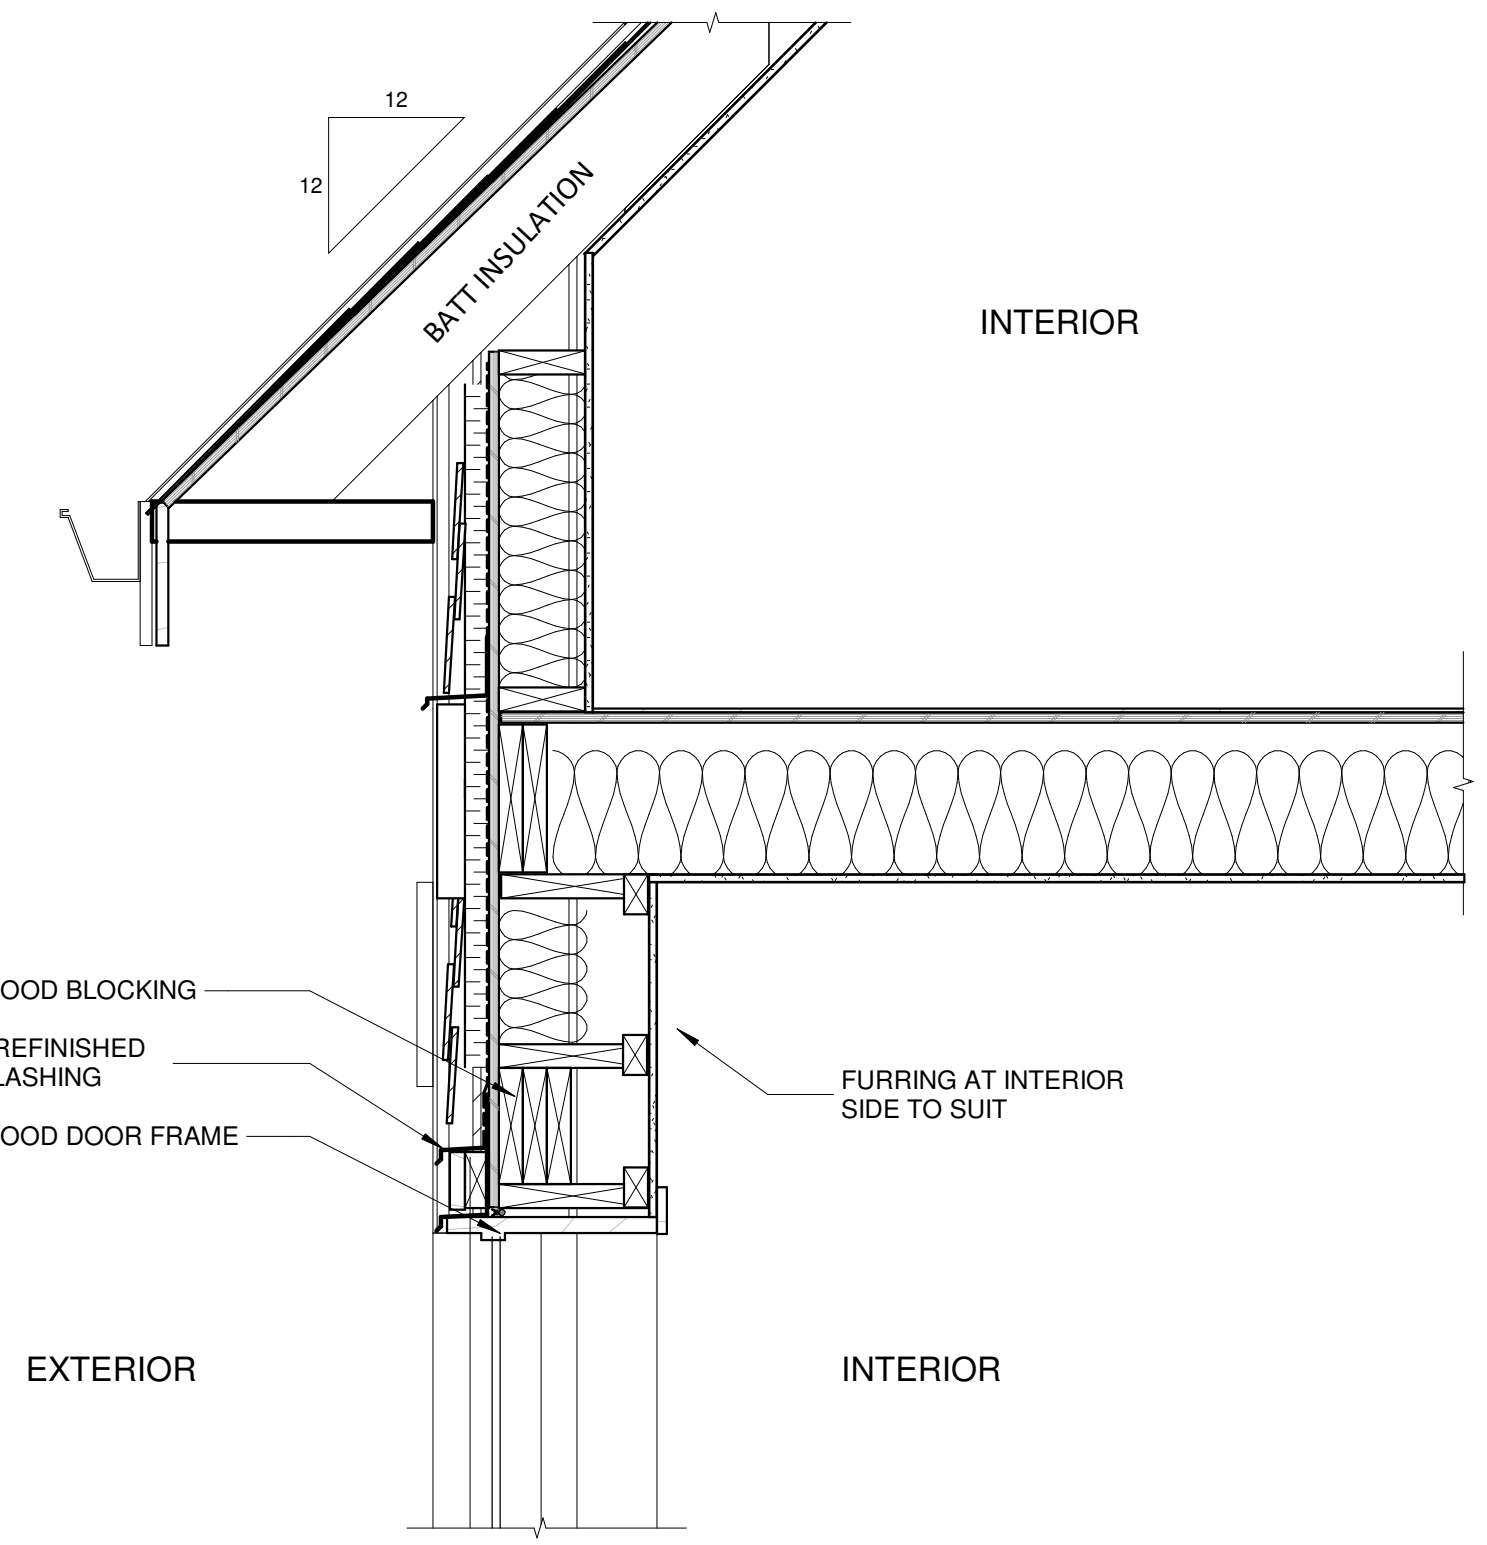 12
12
BATT INSULATION
INTERIOR
OOD BLOCKING
REFINISHED
LASHING
FURRING AT INTERIOR
SIDE TO SUIT
OOD DOOR FRAME
EXTERIOR
INTERIOR